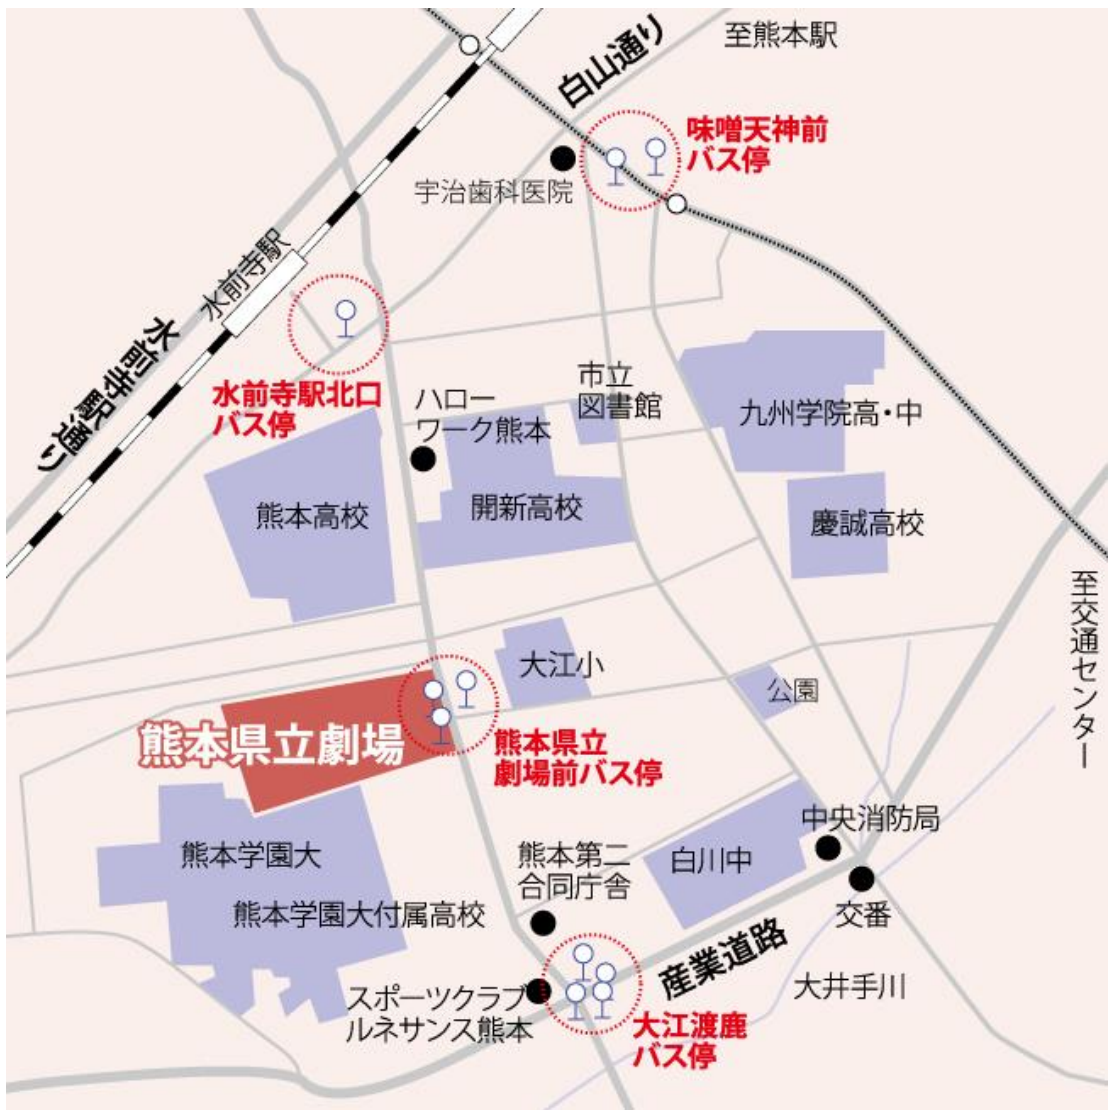 至熊本駅
白山通り
味噌天神前
バス停
宇治歯科医院
水前寺駅
水前寺駅通り
水前寺駅北口
バス停
ハロー
ワーク熊本
市立
図書館
九州学院高・中
熊本高校
開新高校
慶誠高校
至交通センター
大江小
公園
熊本県立劇場
熊本県立
劇場前バス停
中央消防局
熊本学園大
熊本第二
合同庁舎
白川中
熊本学園大付属高校
交番
産業道路
大井手川
スポーツクラブ
ルネサンス熊本
大江渡鹿
バス停